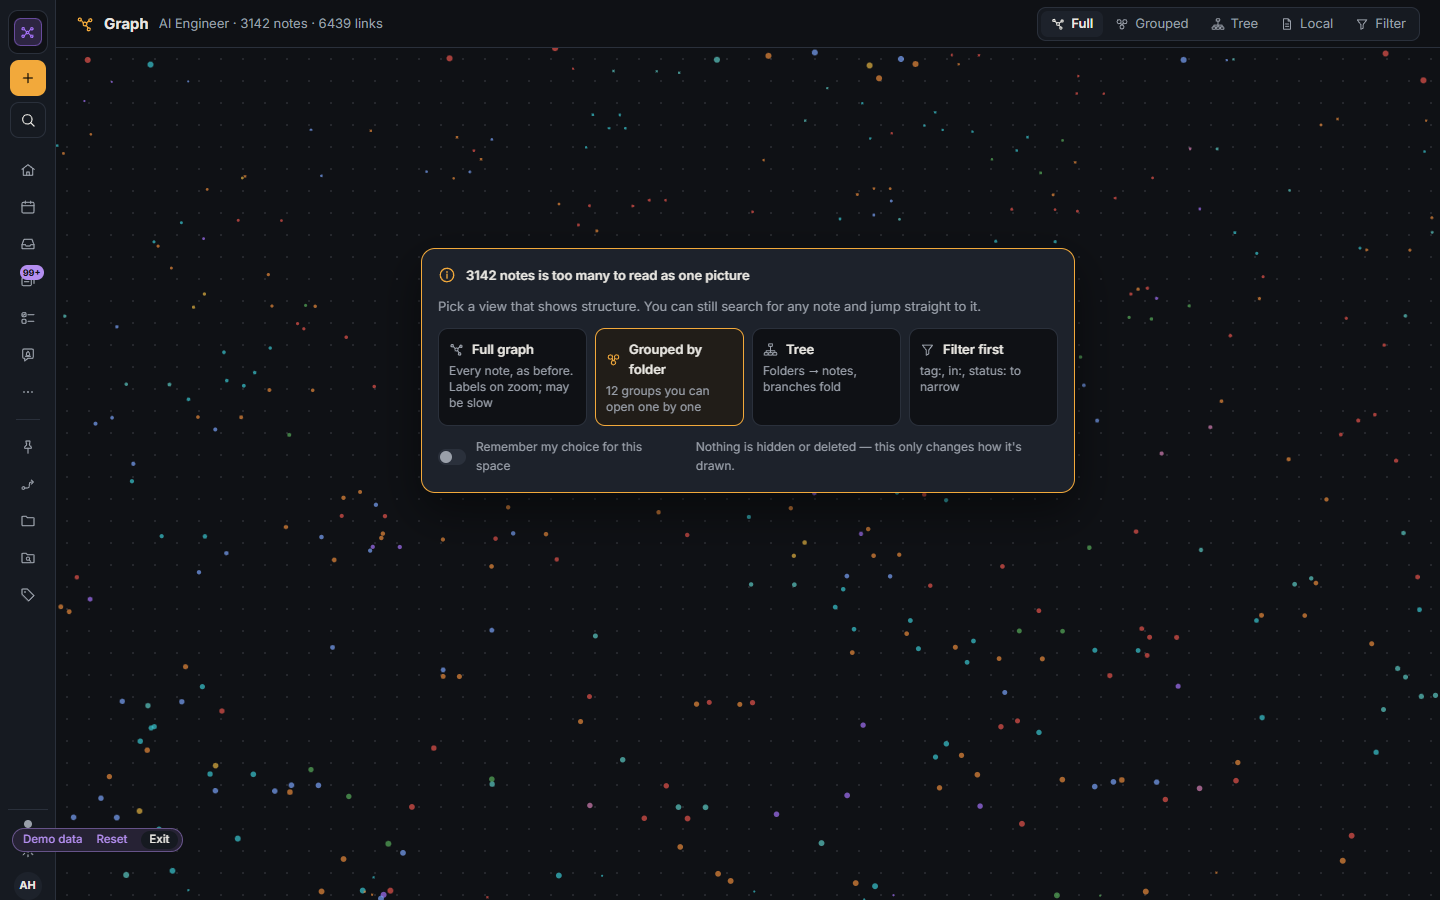 Graph AI Engineer · 3142 notes · 6439 links
Full Grouped Tree Local Filter
99+
3142 notes is too many to read as one picture
Pick a view that shows structure. You can still search for any note and jump straight to it.
Full graph
Every note, as before.
Labels on zoom; may
be slow
Grouped by
folder
12 groups you can
open one by one
Tree
Folders → notes,
branches fold
Filter first
tag:, in:, status: to
narrow
Remember my choice for this
space
Nothing is hidden or deleted — this only changes how it's
drawn.
Demo data Reset Exit
AH